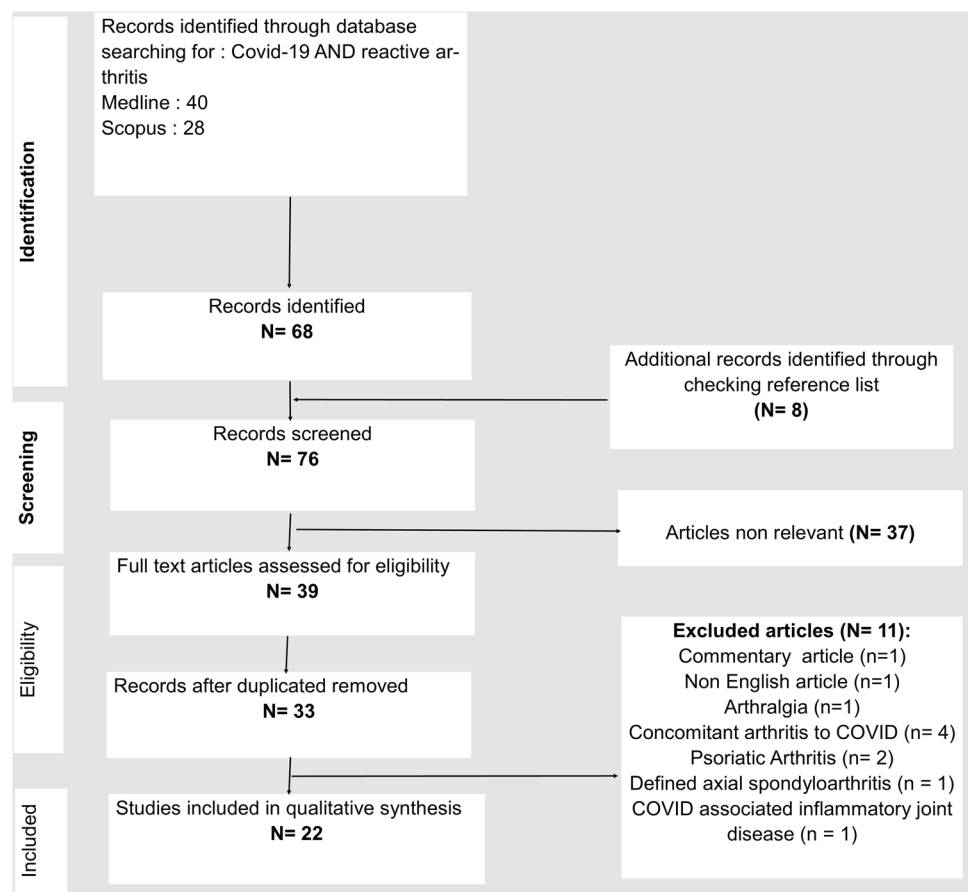 Identification
Records identified through database
searching for : Covid-19 AND reactive ar-
thritis
Medline : 40
Scopus : 28
Records identified
N= 68
Additional records identified through
checking reference list
(N= 8)
Screening
Records screened
N= 76
Articles non relevant (N= 37)
Eligibility
Full text articles assessed for eligibility
N= 39
Records after duplicated removed
N= 33
Excluded articles (N= 11):
Commentary article (n=1)
Non English article (n=1)
Arthralgia (n=1)
Concomitant arthritis to COVID (n= 4)
Psoriatic Arthritis (n= 2)
Defined axial spondyloarthritis (n = 1)
COVID associated inflammatory joint
disease (n = 1)
Included
Studies included in qualitative synthesis
N= 22